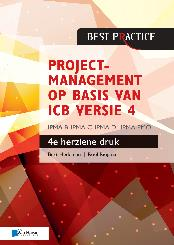 BEST PRACTICE
PROJECT-
MANAGEMENT
OP BASIS VAN
ICB VERSIE 4
IPMA B, IPMA C, IPMA D, IPMA PMO
4e herziene druk